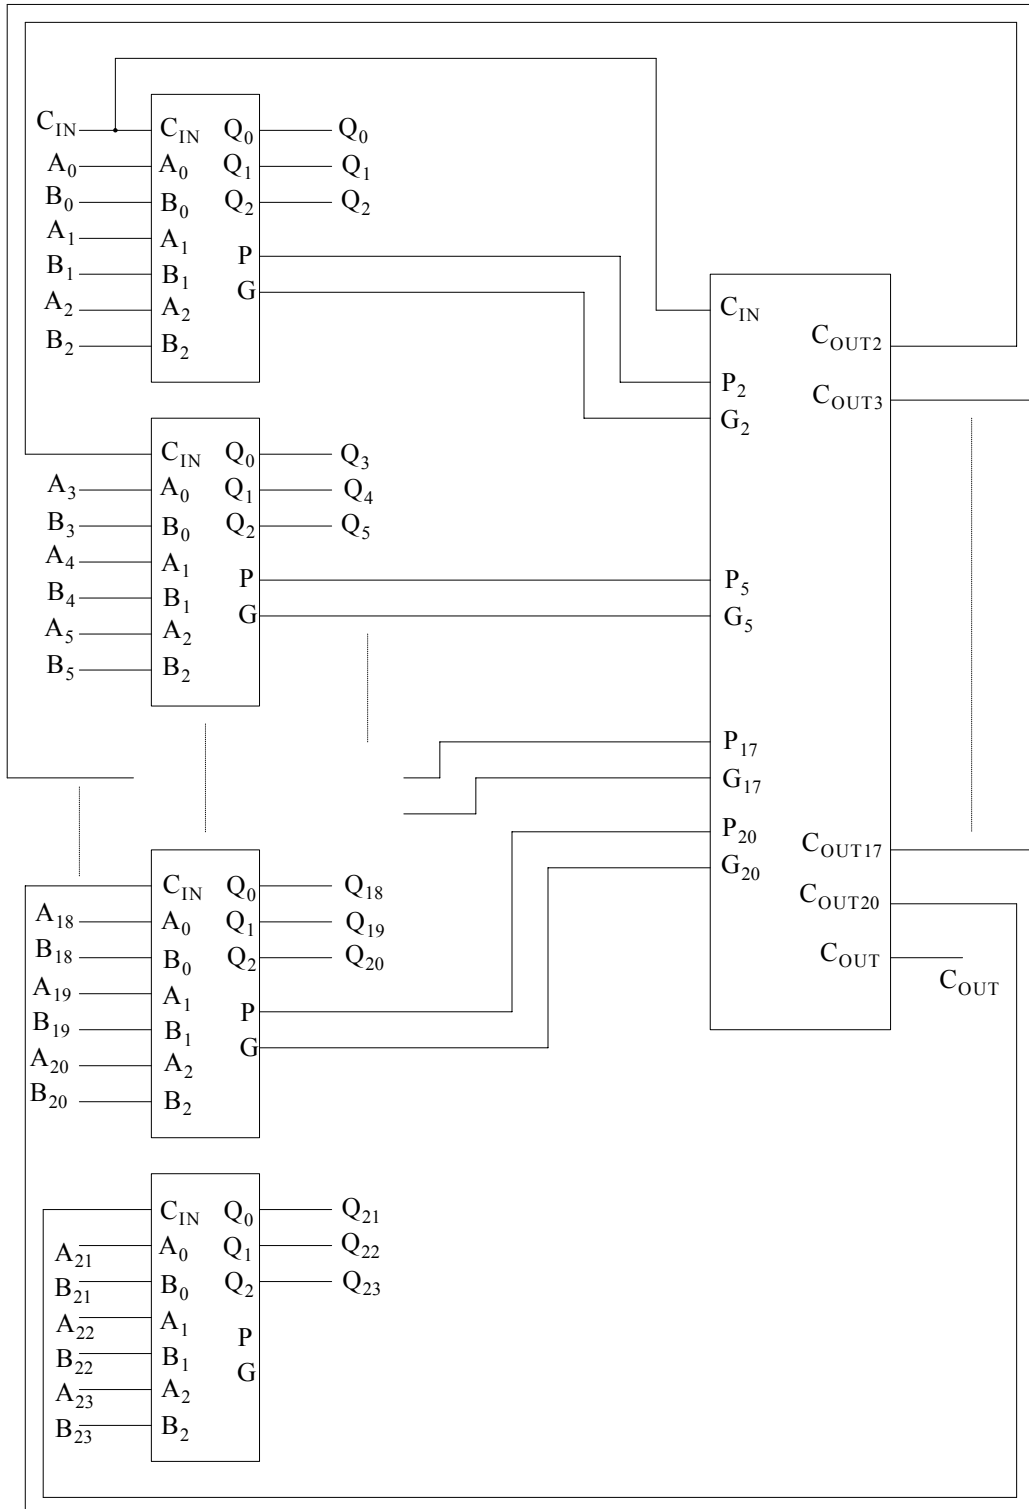 C_IN C_IN Q_0 Q_0
A_0 A_0 Q_1 Q_1
B_0 B_0 Q_2 Q_2
A_1 A_1
P
B_1 B_1
G
A_2 A_2
B_2 B_2
C_IN
C_OUT2
P_2
C_OUT3
G_2
C_IN Q_0 Q_3
A_3 A_0 Q_1 Q_4
B_3 B_0 Q_2 Q_5
A_4 A_1
P P_5
B_4 B_1
G G_5
A_5 A_2
B_5 B_2
P_17
G_17
P_20
C_OUT17
G_20
C_OUT20
C_OUT
C_OUT
C_IN Q_0 Q_18
A_18 A_0 Q_1 Q_19
B_18 B_0 Q_2 Q_20
A_19 A_1
P
B_19 B_1
G
A_20 A_2
B_20 B_2
C_IN Q_0 Q_21
A_21 A_0 Q_1 Q_22
B_21 B_0 Q_2 Q_23
A_22 A_1
P
B_22 B_1
G
A_23 A_2
B_23 B_2